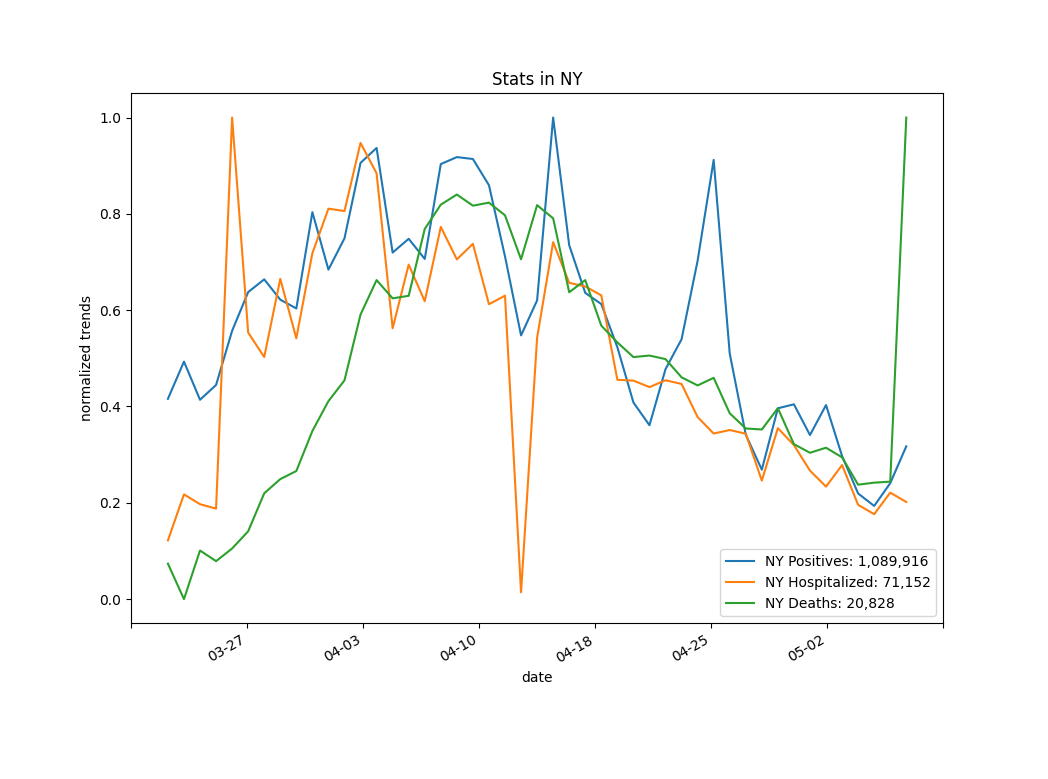 Stats in NY
1.0
0.8
0.6
0.4
0.2
0.0
normalized trends
03-27
04-03
04-10
04-18
04-25
05-02
date
NY Positives: 1,089,916
NY Hospitalized: 71,152
NY Deaths: 20,828